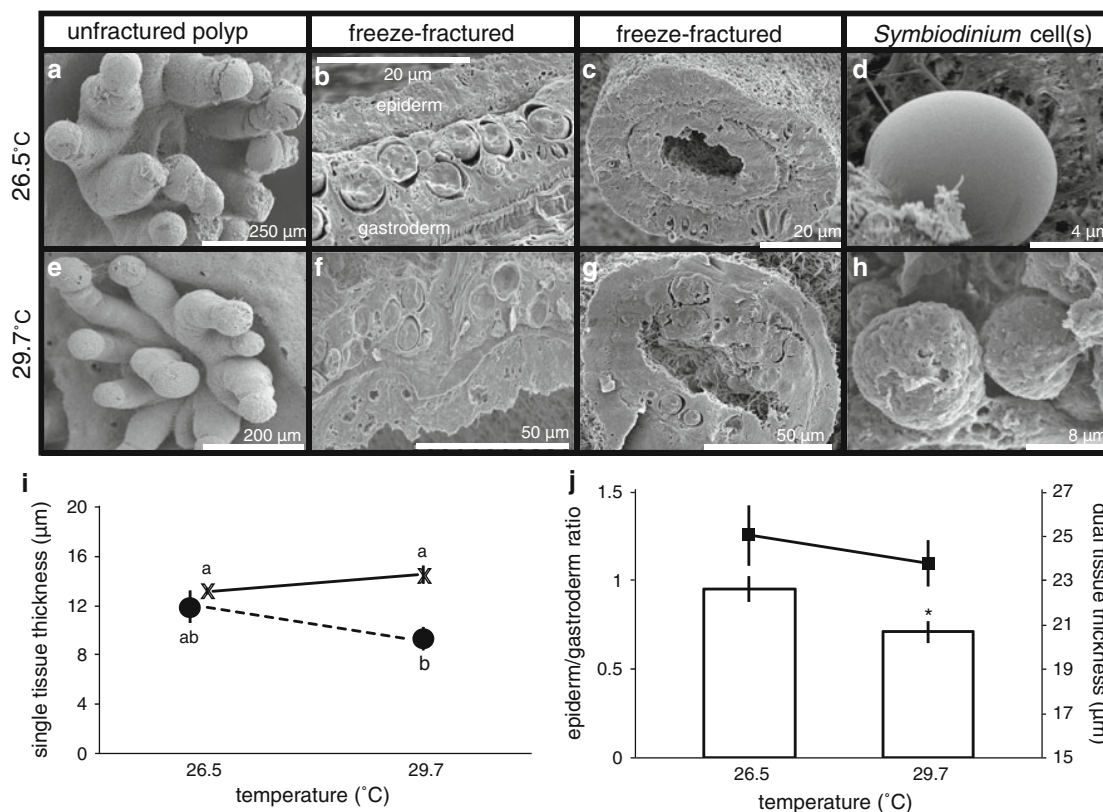 unfractured polyp freeze-fractured freeze-fractured Symbiodinium cell(s)
26.5˚C
a
250 µm
b
20 µm
epiderm
gastroderm
c
20 µm
d
4 µm
29.7˚C
e
200 µm
f
50 µm
g
50 µm
h
8 µm
i
single tissue thickness (µm)
20
16
12
8
4
0
a
a
ab
b
26.5 29.7
temperature (˚C)
j
epiderm/gastroderm ratio
1.5
1
0.5
0
*
27
25
23
21
19
17
15
dual tissue thickness
(µm)
26.5 29.7
temperature (˚C)